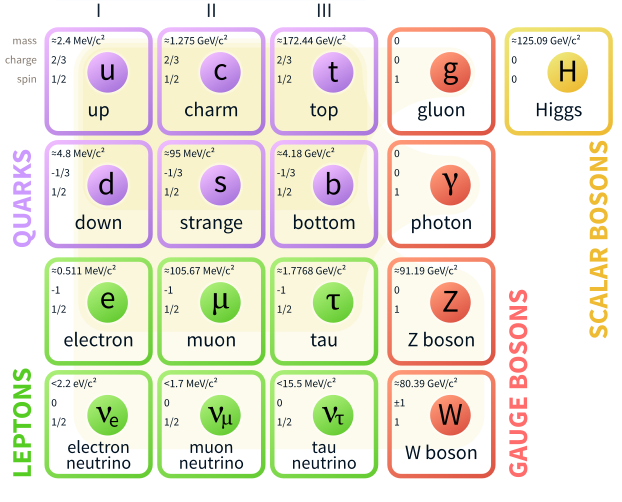 I II III
mass
charge
spin
≈2.4 MeV/c²
2/3
1/2
u
up
≈1.275 GeV/c²
2/3
1/2
c
charm
≈172.44 GeV/c²
2/3
1/2
t
top
0
0
1
g
gluon
≈125.09 GeV/c²
0
0
H
Higgs
QUARKS
≈4.8 MeV/c²
-1/3
1/2
d
down
≈95 MeV/c²
-1/3
1/2
s
strange
≈4.18 GeV/c²
-1/3
1/2
b
bottom
0
0
1
γ
photon
SCALAR BOSONS
≈0.511 MeV/c²
-1
1/2
e
electron
≈105.67 MeV/c²
-1
1/2
μ
muon
≈1.7768 GeV/c²
-1
1/2
τ
tau
≈91.19 GeV/c²
0
1
Z
Z boson
GAUGE BOSONS
LEPTONS
<2.2 eV/c²
0
1/2
νe
electron
neutrino
<1.7 MeV/c²
0
1/2
νμ
muon
neutrino
<15.5 MeV/c²
0
1/2
ντ
tau
neutrino
≈80.39 GeV/c²
±1
1
W
W boson